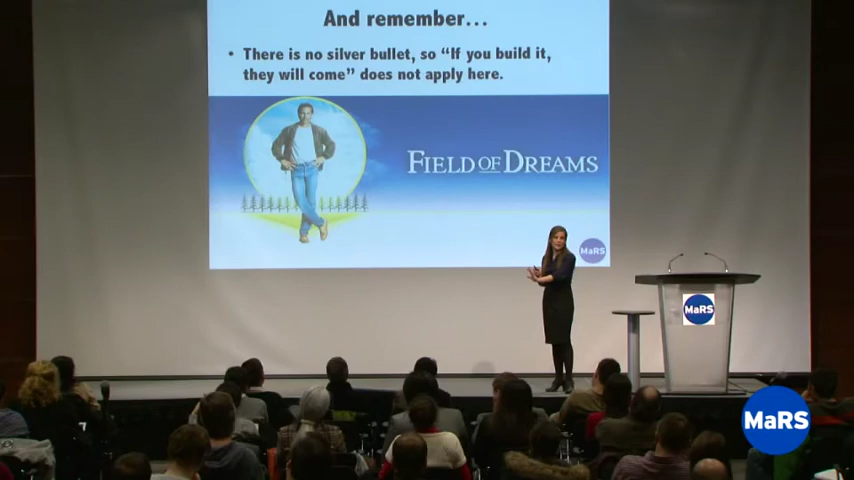 And remember...
• There is no silver bullet, so “If you build it,
they will come” does not apply here.
FIELD OF DREAMS
MaRS
MaRS
MaRS